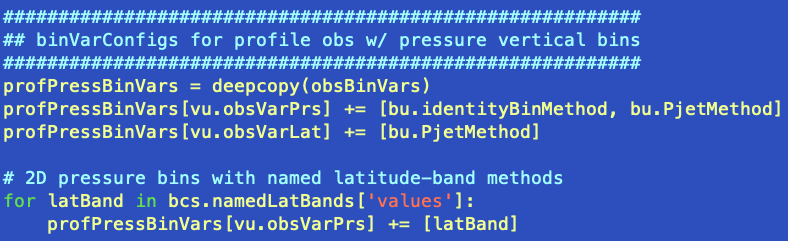 ##########################################################
## binVarConfigs for profile obs w/ pressure vertical bins
##########################################################
profPressBinVars = deepcopy(obsBinVars)
profPressBinVars[vu.obsVarPrs] += [bu.identityBinMethod, bu.PjetMethod]
profPressBinVars[vu.obsVarLat] += [bu.PjetMethod]

# 2D pressure bins with named latitude-band methods
for latBand in bcs.namedLatBands['values']:
    profPressBinVars[vu.obsVarPrs] += [latBand]